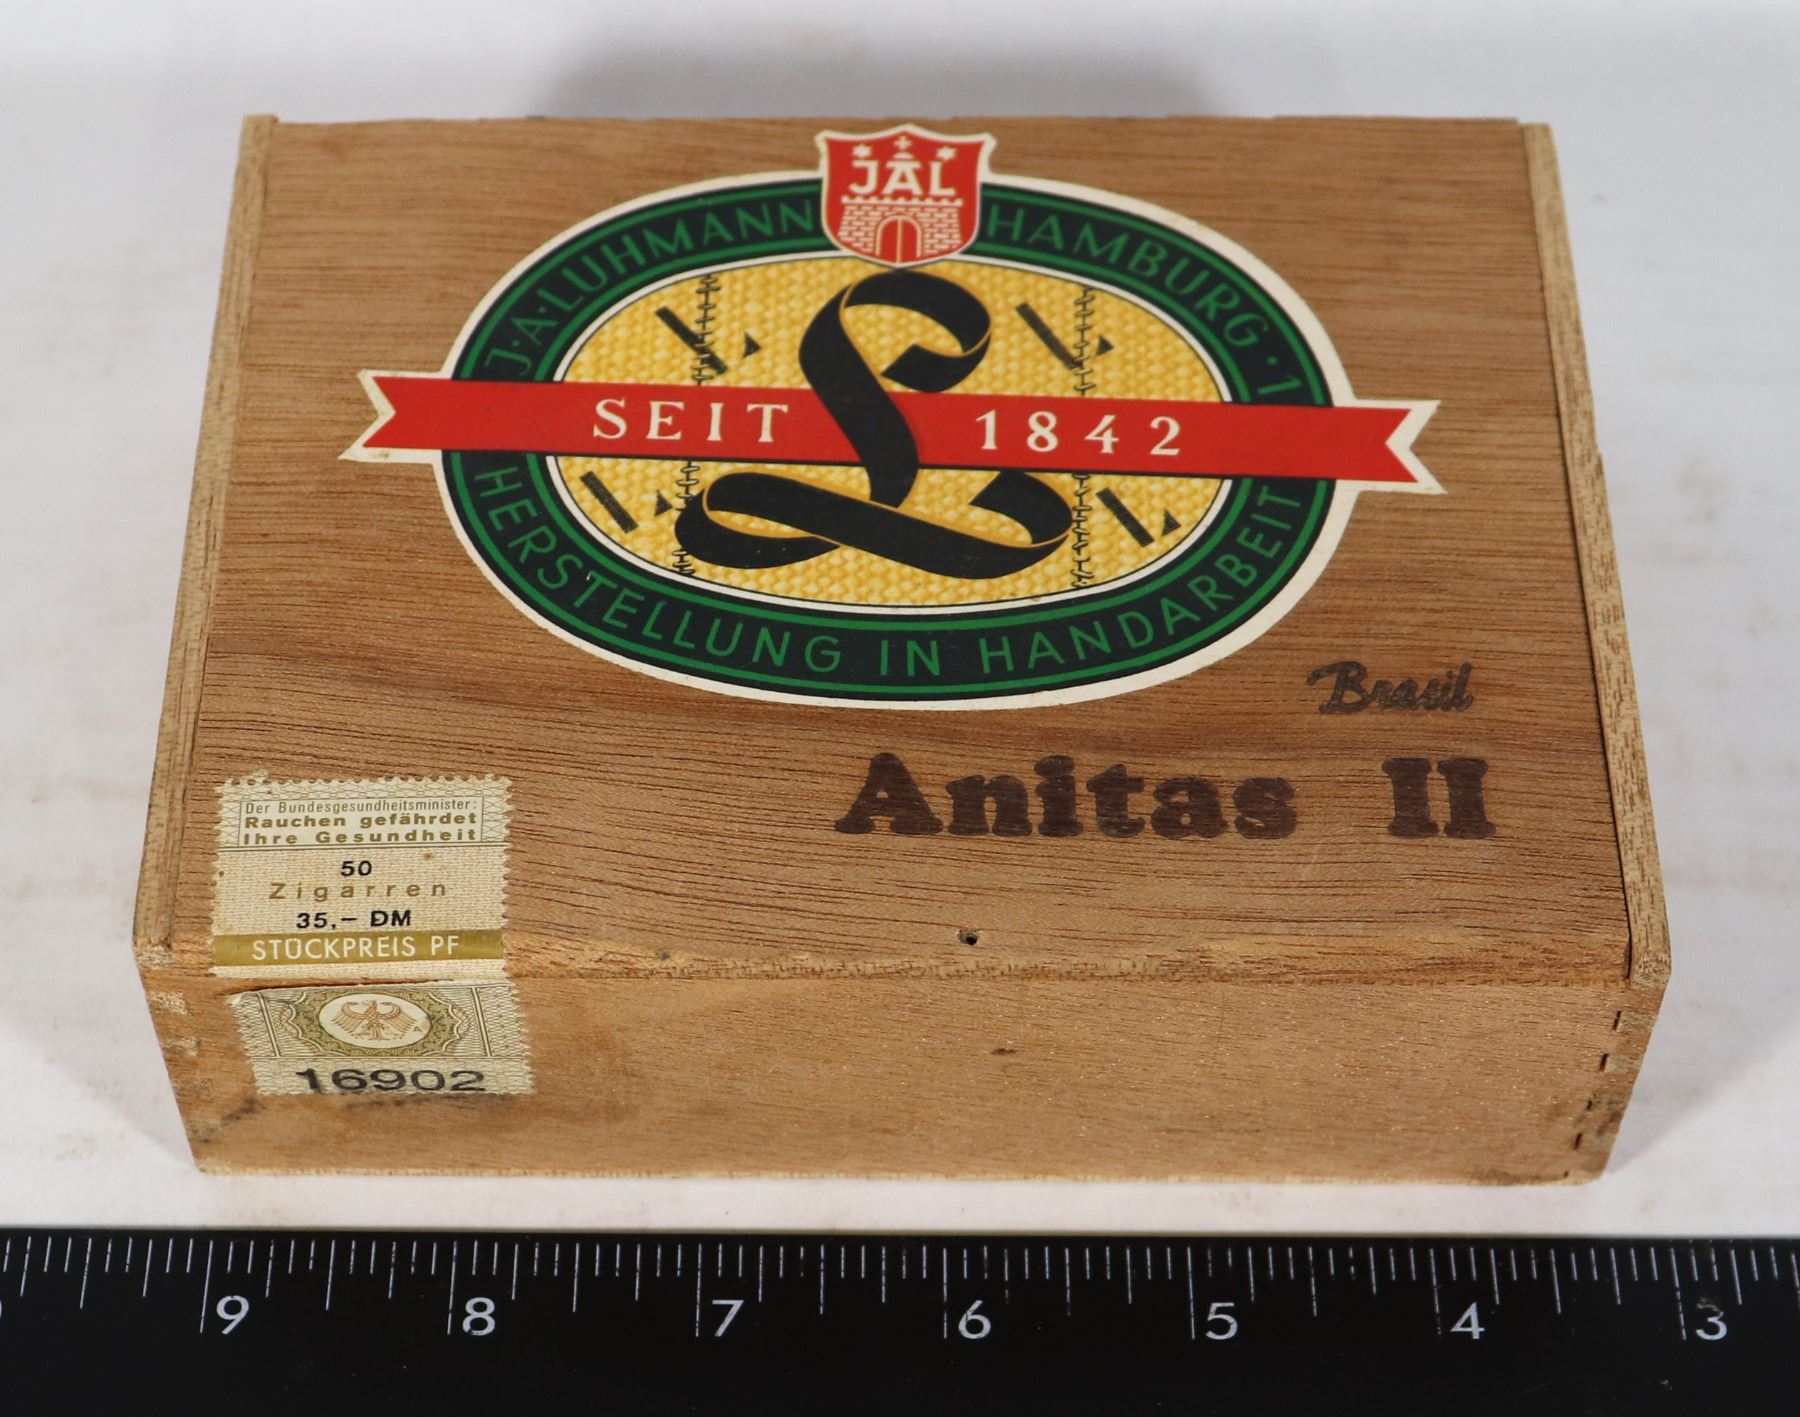 JAL
J·A·LUHMANN HAMBURG·1
SEIT 1842
L
HERSTELLUNG IN HANDARBEIT
Brasil
Anitas II
Der Bundesgesundheitsminister:
Rauchen gefährdet
Ihre Gesundheit
50
Zigarren
35,– DM
STÜCKPREIS PF
16902
9 8 7 6 5 4 3